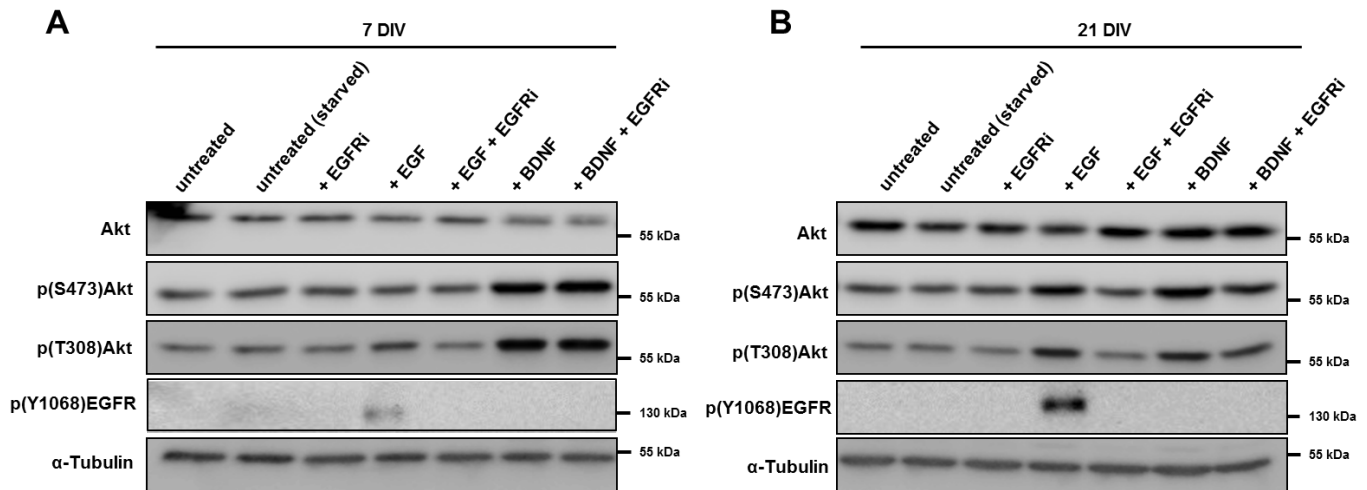 A
7 DIV
untreated
untreated (starved)
+ EGFRi
+ EGF
+ EGF + EGFRi
+ BDNF
+ BDNF + EGFRi
Akt
55 kDa
p(S473)Akt
55 kDa
p(T308)Akt
55 kDa
p(Y1068)EGFR
130 kDa
α-Tubulin
55 kDa
B
21 DIV
untreated
untreated (starved)
+ EGFRi
+ EGF
+ EGF + EGFRi
+ BDNF
+ BDNF + EGFRi
Akt
55 kDa
p(S473)Akt
55 kDa
p(T308)Akt
55 kDa
p(Y1068)EGFR
130 kDa
α-Tubulin
55 kDa